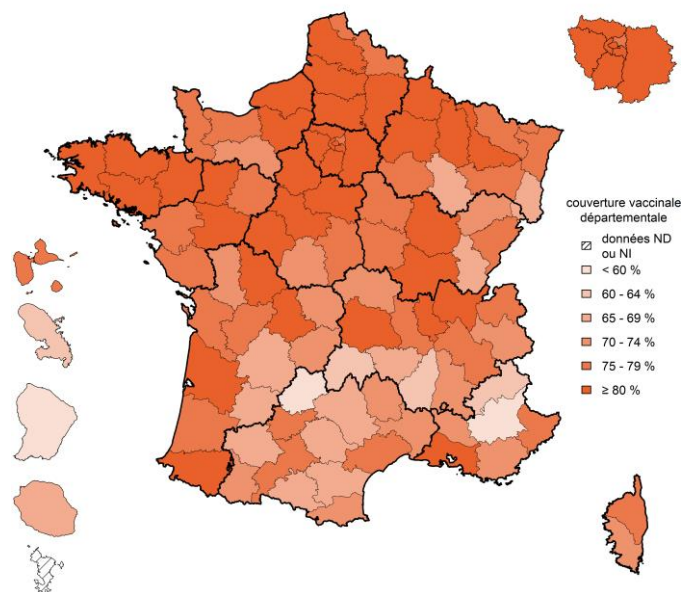 couverture vaccinale
départementale
données ND
ou NI
< 60 %
60 - 64 %
65 - 69 %
70 - 74 %
75 - 79 %
≥ 80 %